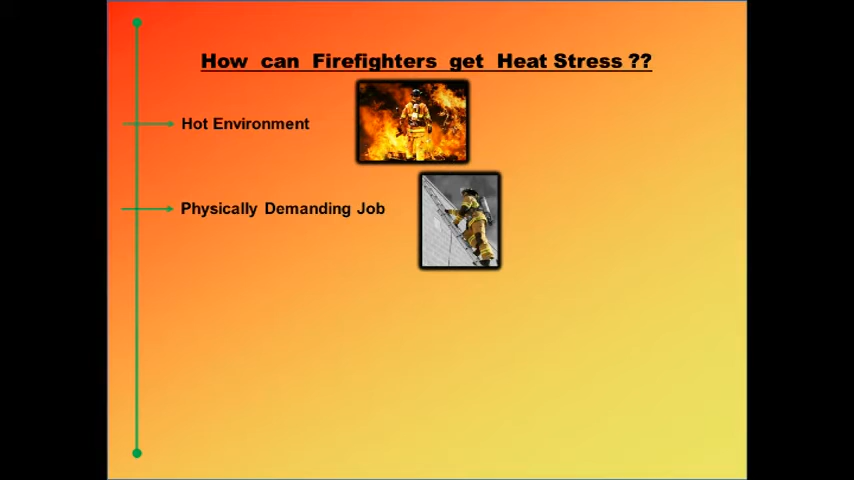 How can Firefighters get Heat Stress ??
Hot Environment
Physically Demanding Job